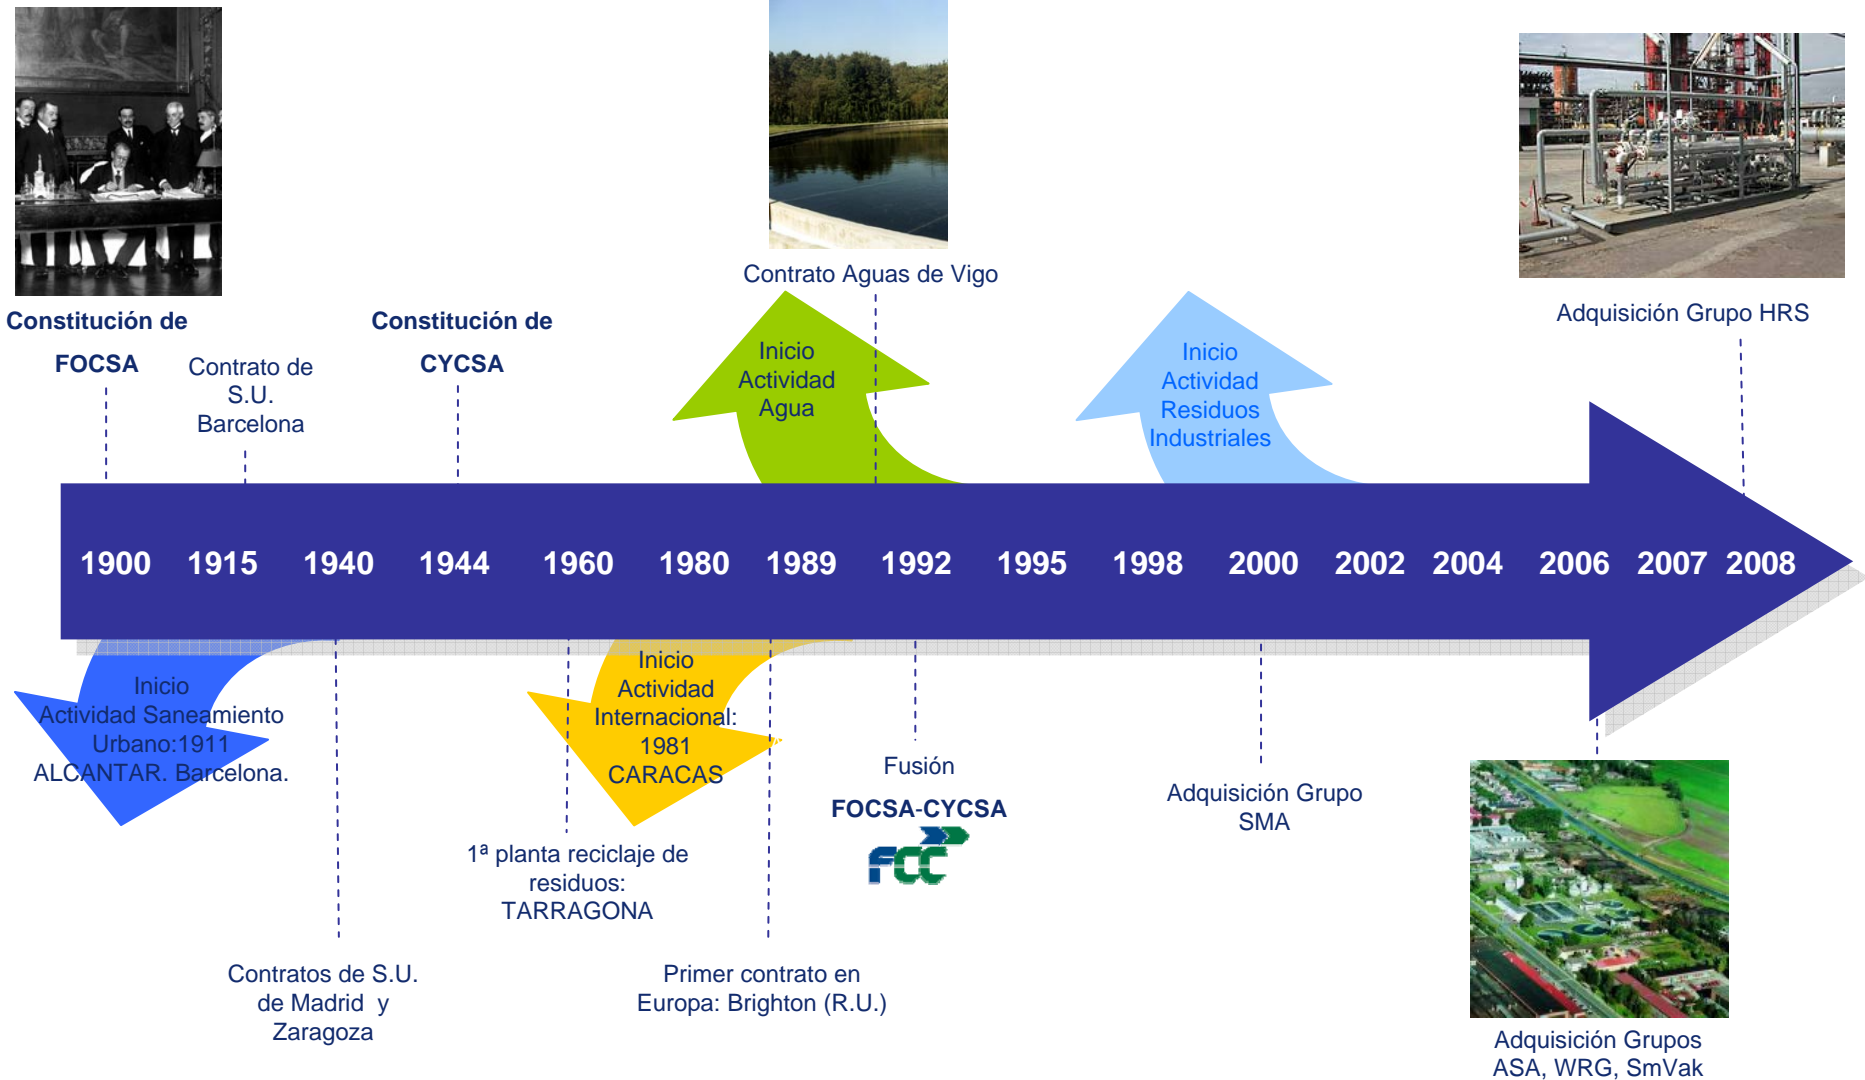 Contrato Aguas de Vigo
Adquisición Grupo HRS
Constitución de
FOCSA
Contrato de
S.U.
Barcelona
Constitución de
CYCSA
Inicio
Actividad
Agua
Inicio
Actividad
Residuos
Industriales
1900 1915 1940 1944 1960 1980 1989 1992 1995 1998 2000 2002 2004 2006 2007 2008
Inicio
Actividad Saneamiento
Urbano:1911
ALCANTAR. Barcelona.
Inicio
Actividad
Internacional:
1981
CARACAS
Fusión
FOCSA-CYCSA
FCC
Adquisición Grupo
SMA
1ª planta reciclaje de
residuos:
TARRAGONA
Contratos de S.U.
de Madrid y
Zaragoza
Primer contrato en
Europa: Brighton (R.U.)
Adquisición Grupos
ASA, WRG, SmVak